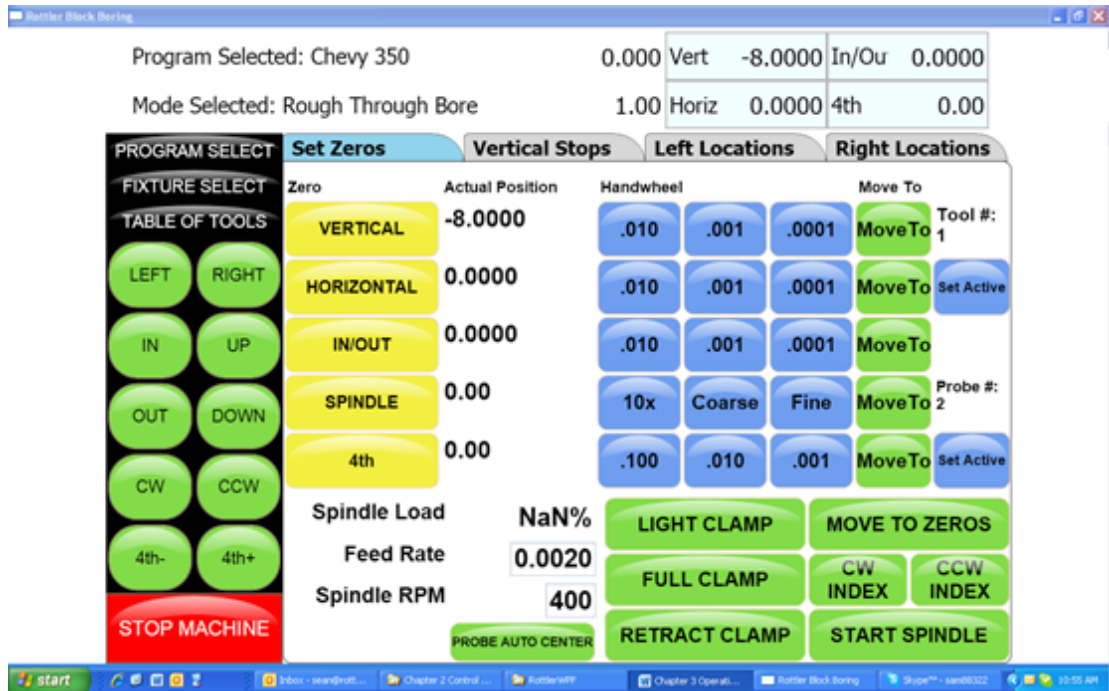 Rottler Block Boring
Program Selected: Chevy 350 0.000 Vert -8.0000 In/Ou 0.0000
Mode Selected: Rough Through Bore 1.00 Horiz 0.0000 4th 0.00
PROGRAM SELECT Set Zeros Vertical Stops Left Locations Right Locations
FIXTURE SELECT Zero Actual Position Handwheel Move To
TABLE OF TOOLS VERTICAL -8.0000 .010 .001 .0001 MoveTo Tool #: 1
LEFT RIGHT HORIZONTAL 0.0000 .010 .001 .0001 MoveTo Set Active
IN UP IN/OUT 0.0000 .010 .001 .0001 MoveTo
OUT DOWN SPINDLE 0.00 10x Coarse Fine MoveTo Probe #: 2
CW CCW 4th 0.00 .100 .010 .001 MoveTo Set Active
Spindle Load NaN% LIGHT CLAMP MOVE TO ZEROS
4th- 4th+ Feed Rate 0.0020 FULL CLAMP CW INDEX CCW INDEX
Spindle RPM 400
STOP MACHINE PROBE AUTO CENTER RETRACT CLAMP START SPINDLE
start Inbox - sean@rott... Chapter 2 Control ... RottlerWPF Chapter 3 Operati... Rottler Block Boring Skype™ - sam88322 10:55 AM